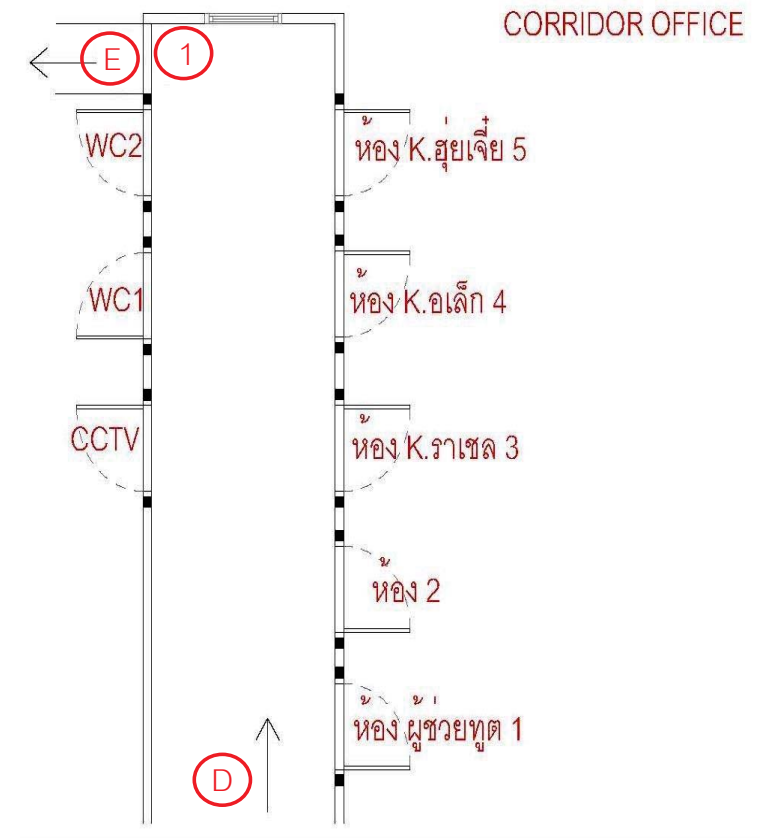 CORRIDOR OFFICE
E 1
WC2 ห้อง K.ฮุ่ยเจี๋ย 5
WC1 ห้อง K.อเล็ก 4
CCTV ห้อง K.ราเชล 3
ห้อง 2
ห้อง ผู้ช่วยทูต 1
D